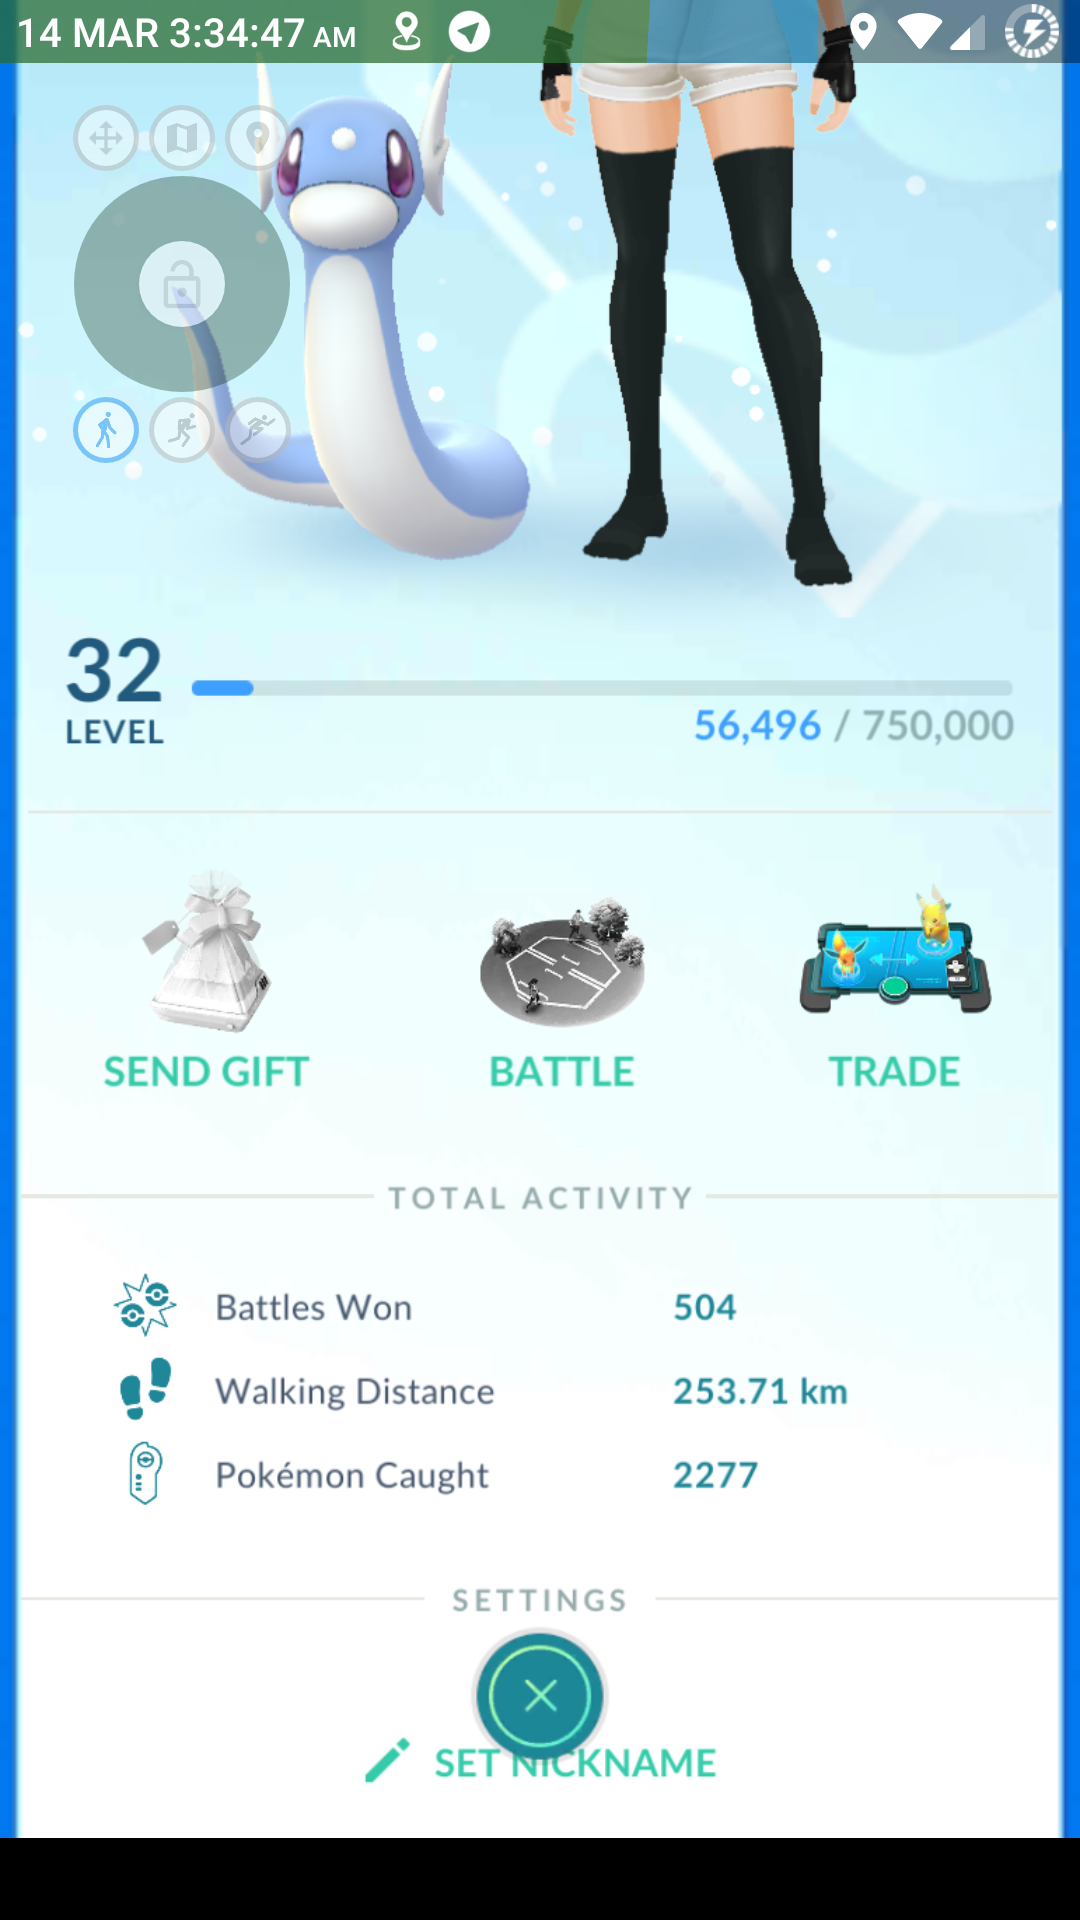 14 MAR 3:34:47 AM
32
LEVEL
56,496 / 750,000
SEND GIFT
BATTLE
TRADE
TOTAL ACTIVITY
Battles Won 504
Walking Distance 253.71 km
Pokémon Caught 2277
SETTINGS
SET NICKNAME